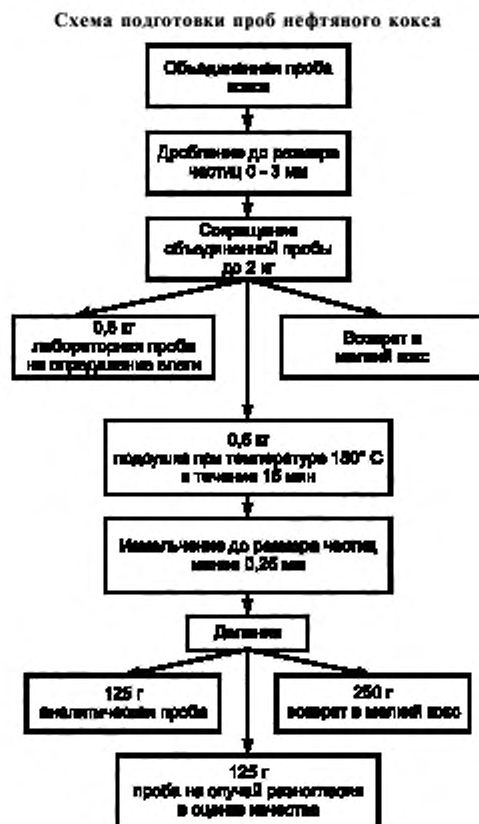 Схема подготовки проб нефтяного кокса
Объединенная проба
кокса
Дробление до размера
частиц 0 - 3 мм
Сокращение
объединенной пробы
до 2 кг
0,5 кг
лабораторная проба
на определение влаги
Возврат в
мелкий кокс
0,5 кг
подсушка при температуре 150° С
в течение 15 мин
Измельчение до размера частиц
менее 0,25 мм
Деление
125 г
аналитическая проба
250 г
возврат в мелкий кокс
125 г
проба на случай разногласия
в оценке качества